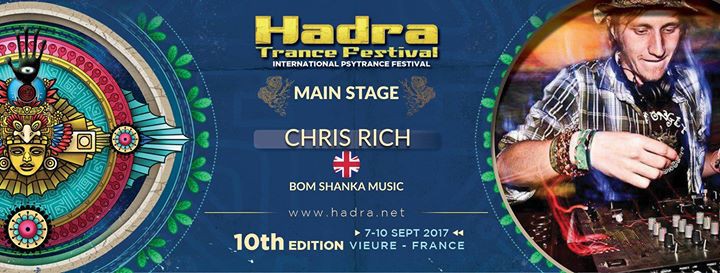 Hadra
Trance Festival
INTERNATIONAL PSYTRANCE FESTIVAL
MAIN STAGE
CHRIS RICH
BOM SHANKA MUSIC
www.hadra.net
10th EDITION
7-10 SEPT 2017
VIEURE - FRANCE